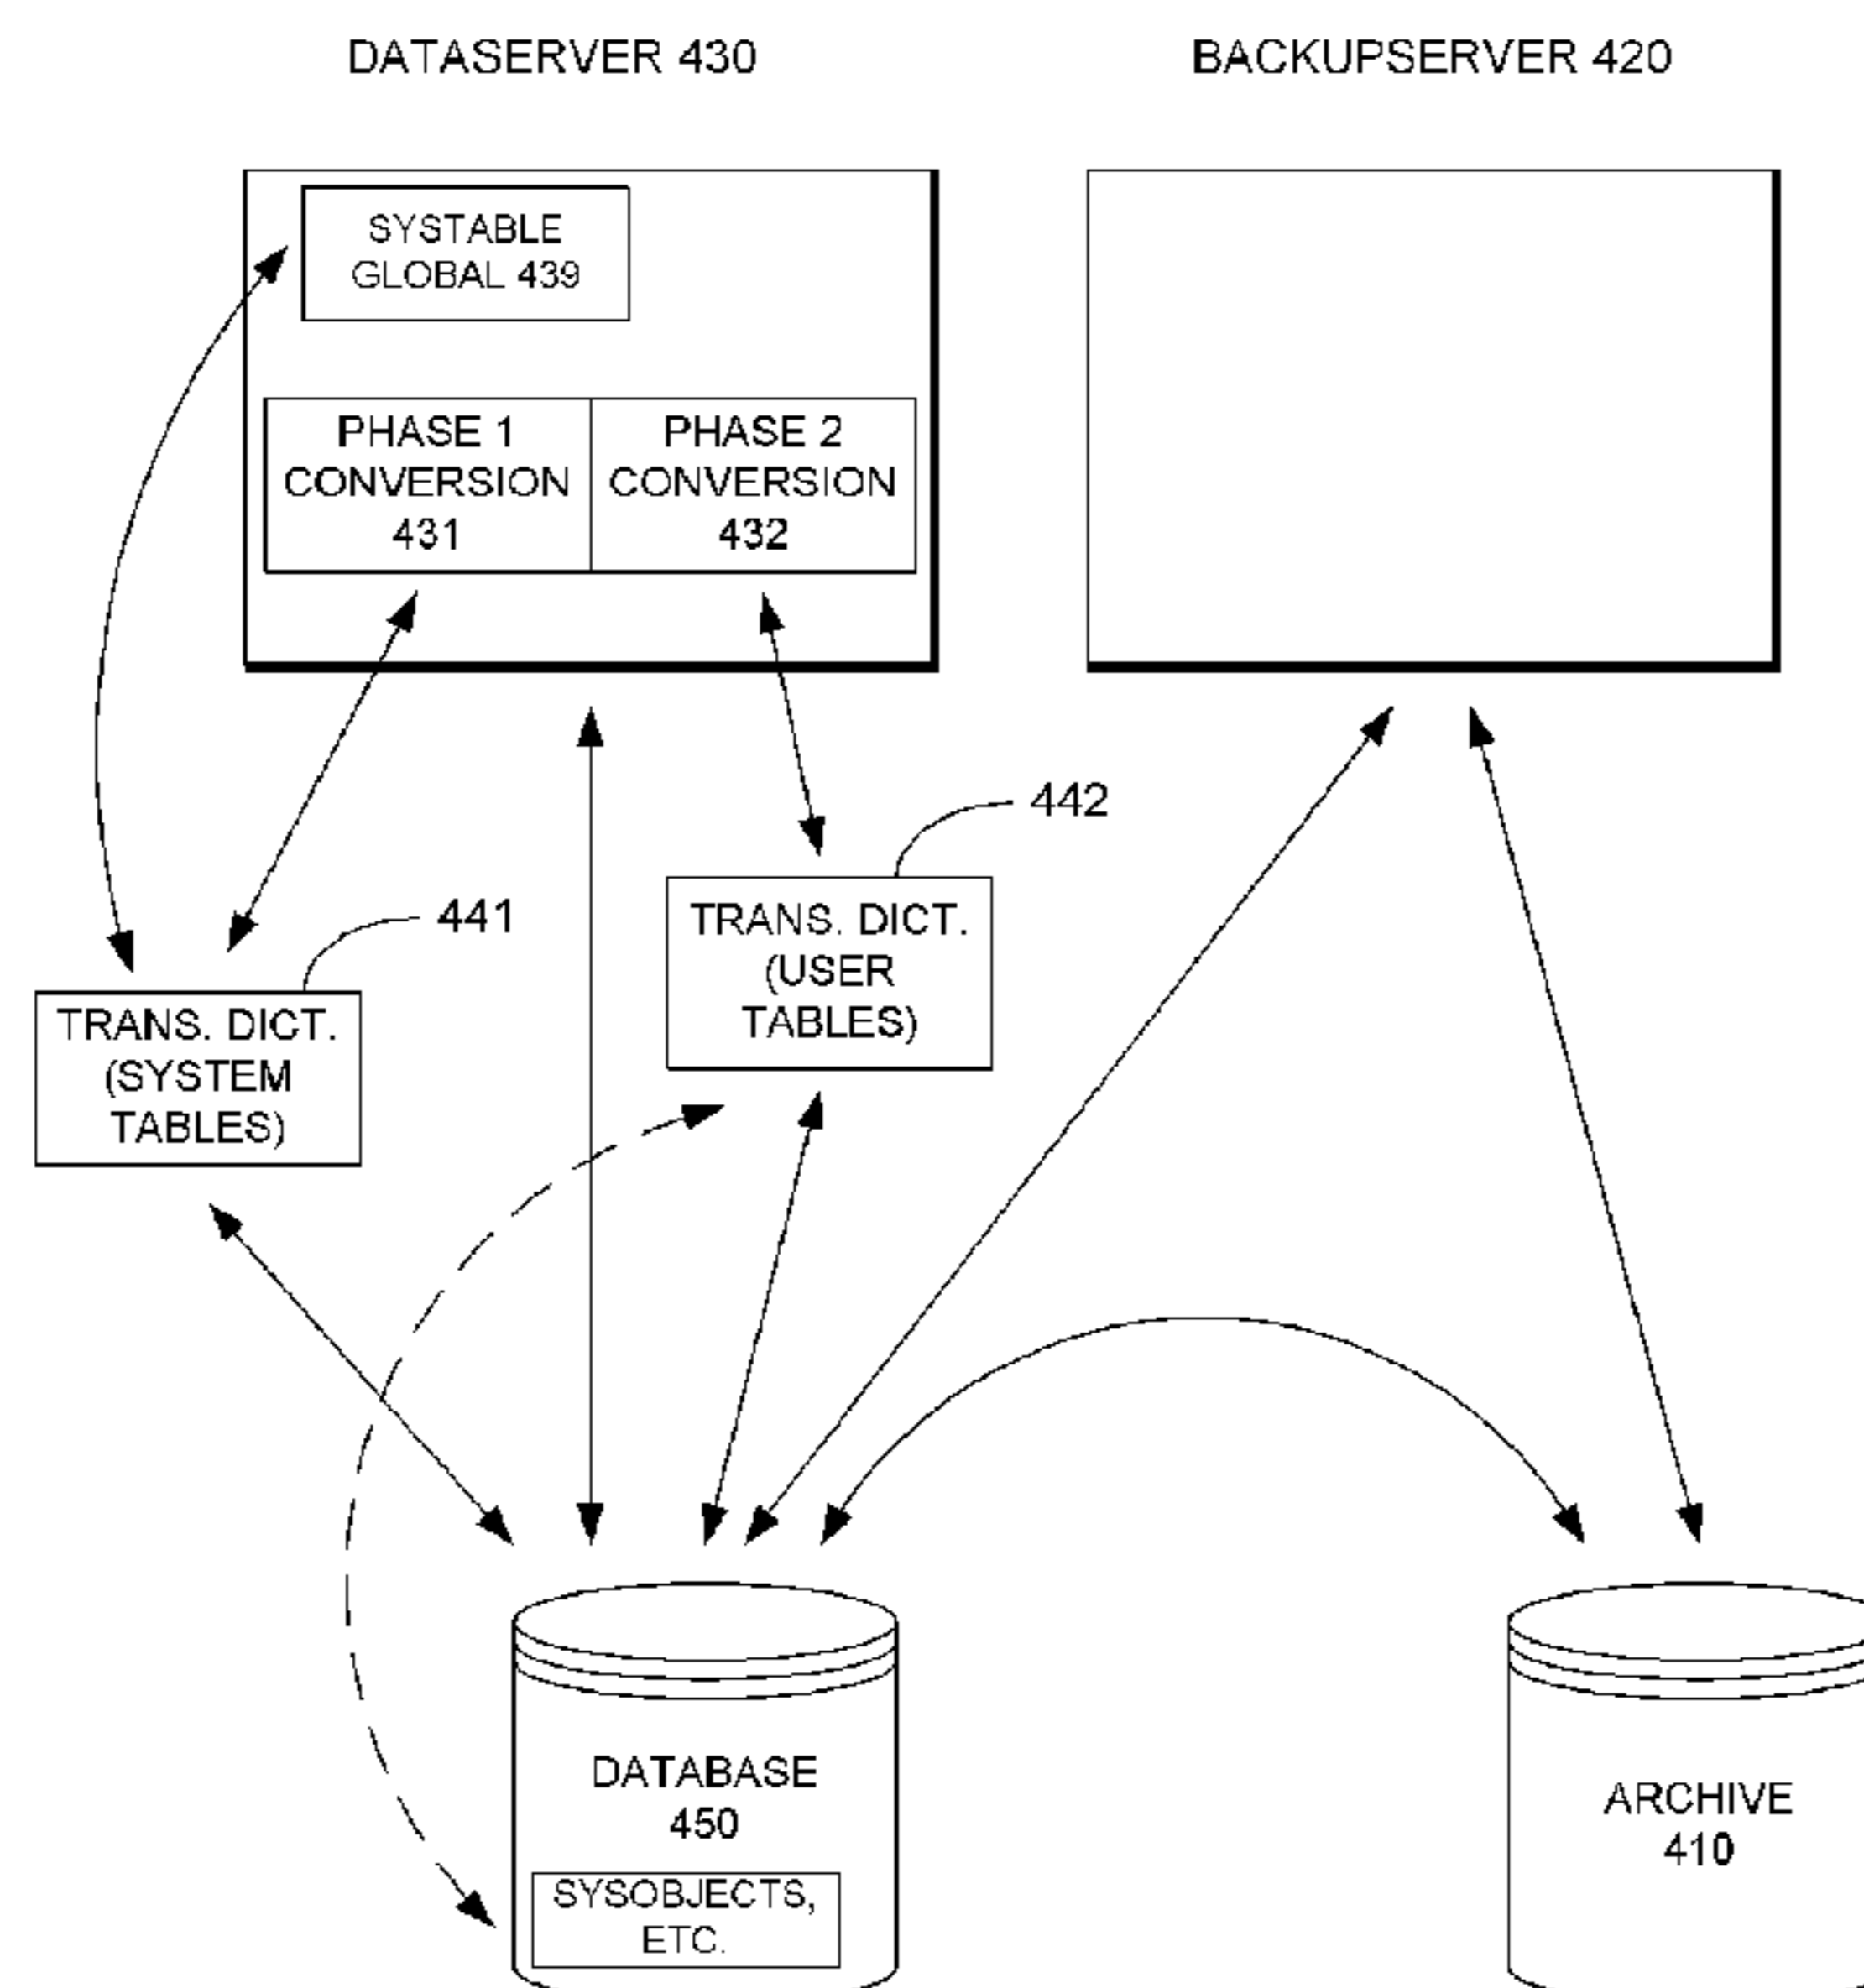 DATASERVER 430
BACKUPSERVER 420
SYSTABLE
GLOBAL 439
PHASE 1
CONVERSION
431
PHASE 2
CONVERSION
432
442
441
TRANS. DICT.
(USER
TABLES)
TRANS. DICT.
(SYSTEM
TABLES)
DATABASE
450
SYSOBJECTS,
ETC.
ARCHIVE
410